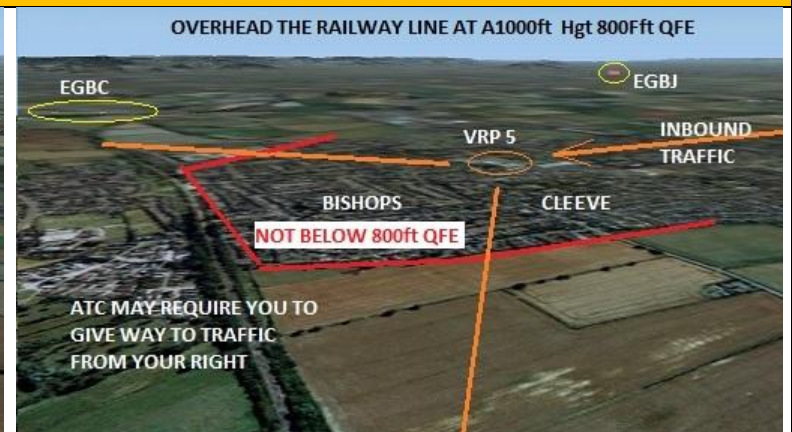 OVERHEAD THE RAILWAY LINE AT A1000ft Hgt 800Fft QFE
EGBC
EGBJ
VRP 5
INBOUND
TRAFFIC
BISHOPS CLEEVE
NOT BELOW 800ft QFE
ATC MAY REQUIRE YOU TO
GIVE WAY TO TRAFFIC
FROM YOUR RIGHT